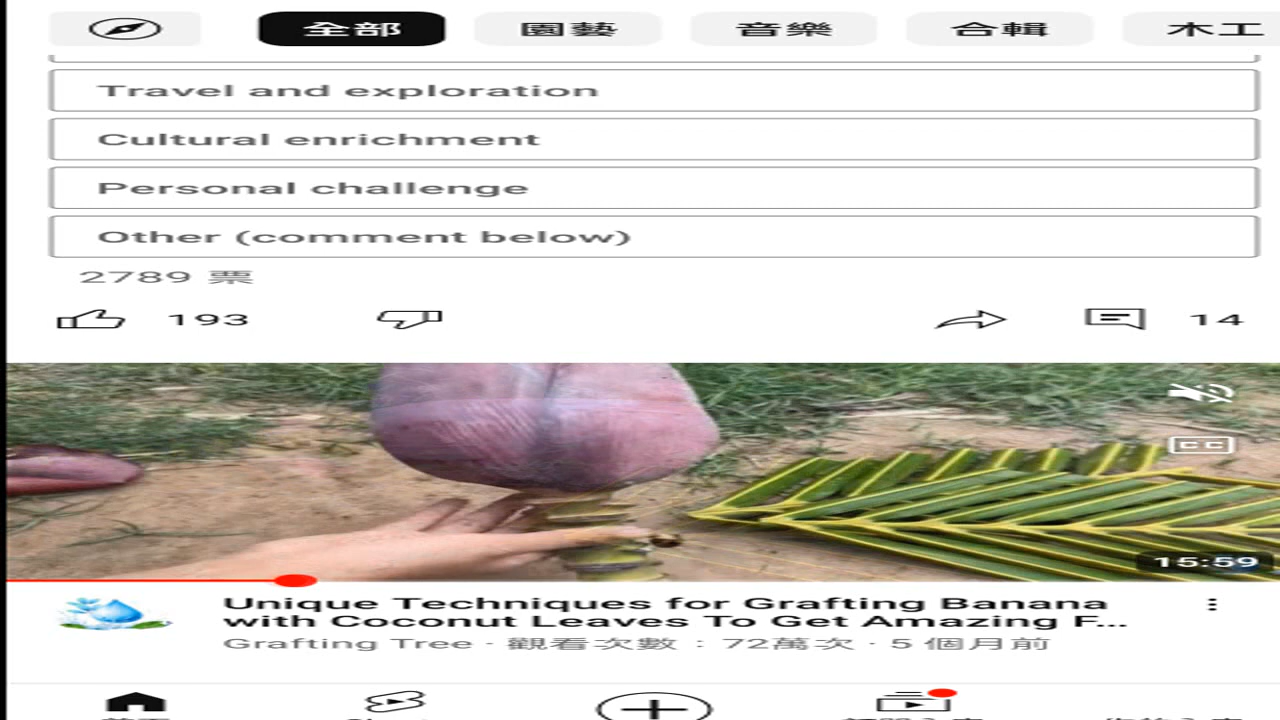 全部 園藝 音樂 合輯 木工
Travel and exploration
Cultural enrichment
Personal challenge
Other (comment below)
2789 票
193 14
CC
15:59
Unique Techniques for Grafting Banana
with Coconut Leaves To Get Amazing F...
Grafting Tree · 觀看次數：72萬次 · 5 個月前